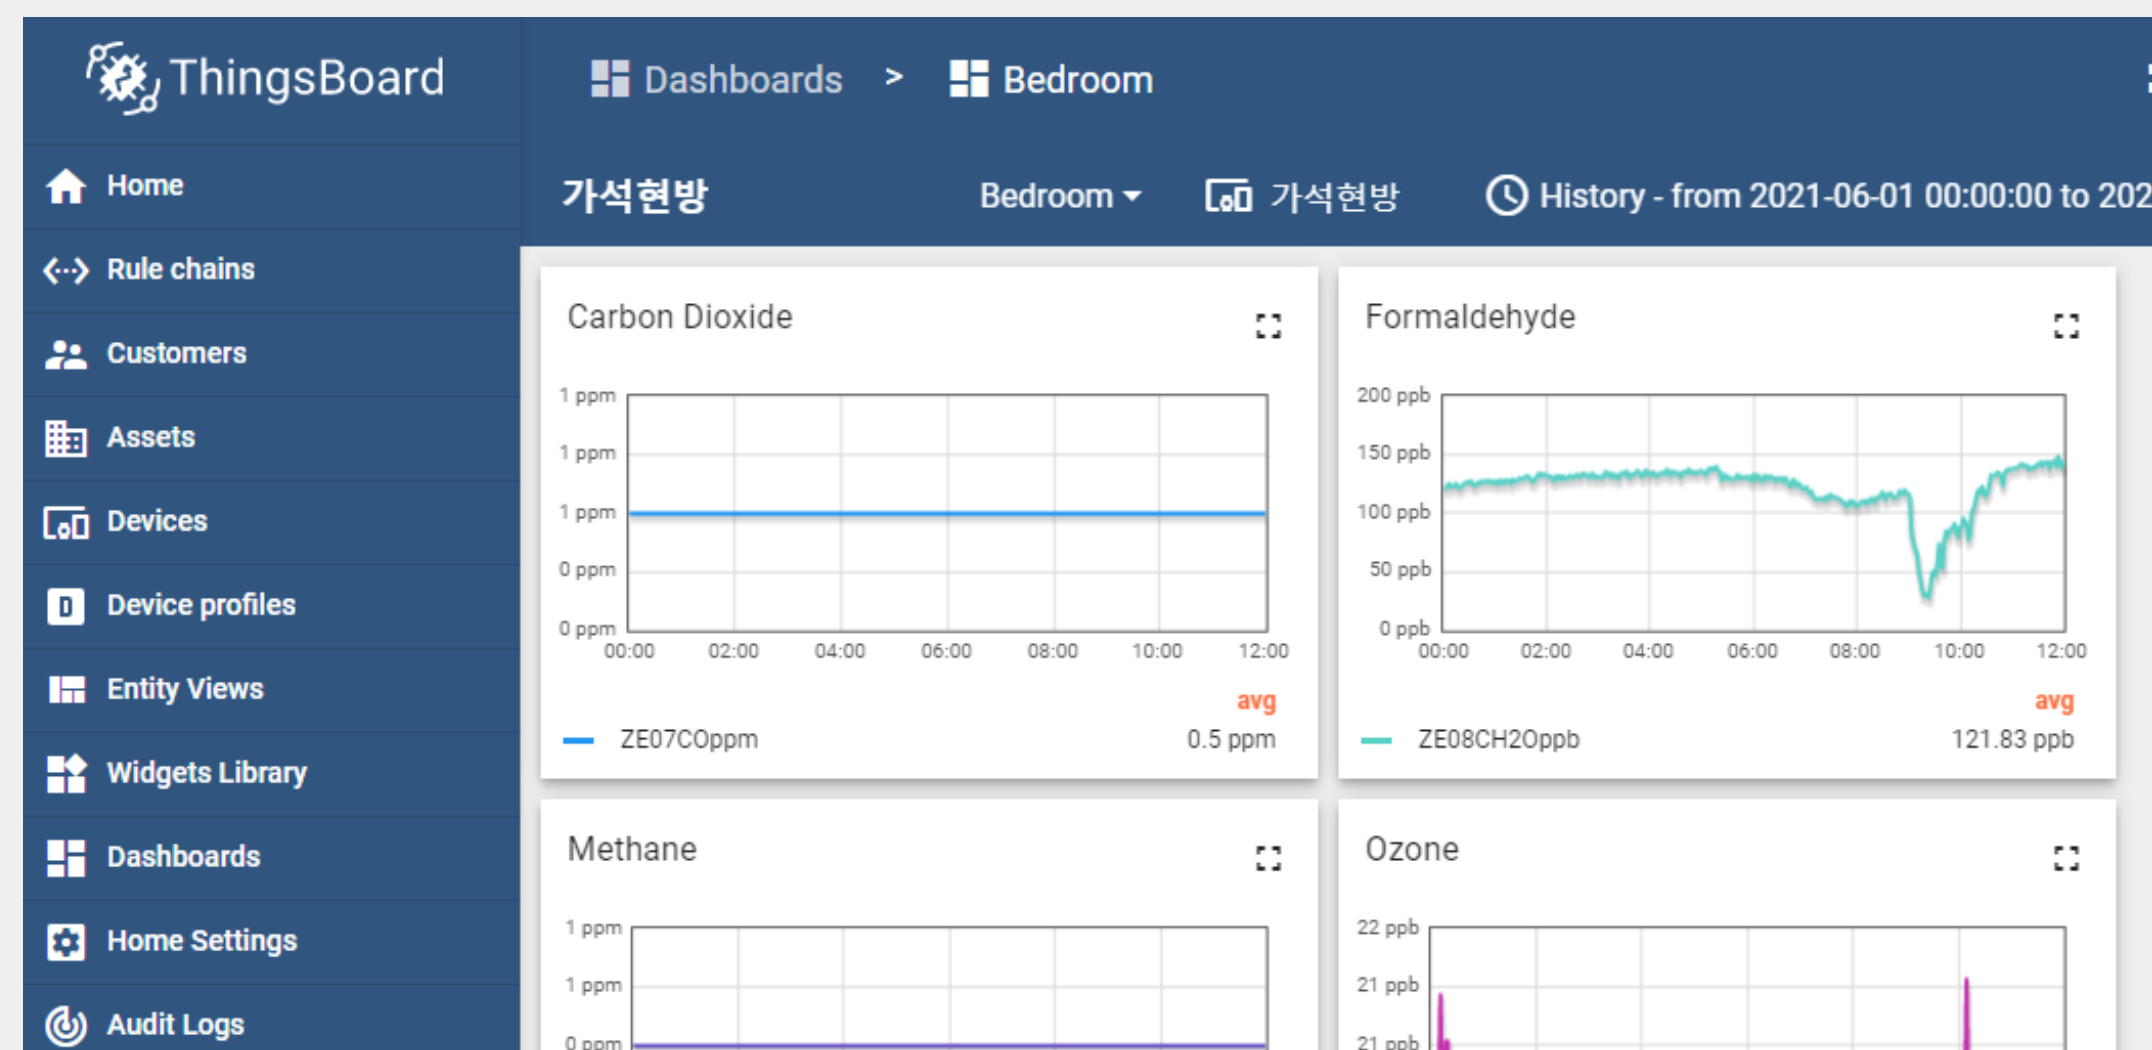 ThingsBoard
Dashboards > Bedroom
가석현방 Bedroom 가석현방 History - from 2021-06-01 00:00:00 to 202
Home
Rule chains
Customers
Assets
Devices
D Device profiles
Entity Views
Widgets Library
Dashboards
Home Settings
Audit Logs
Carbon Dioxide
1 ppm
1 ppm
1 ppm
0 ppm
0 ppm
00:00 02:00 04:00 06:00 08:00 10:00 12:00
avg
ZE07COppm 0.5 ppm
Formaldehyde
200 ppb
150 ppb
100 ppb
50 ppb
0 ppb
00:00 02:00 04:00 06:00 08:00 10:00 12:00
avg
ZE08CH2Oppb 121.83 ppb
Methane
1 ppm
1 ppm
0 ppm
Ozone
22 ppb
21 ppb
21 ppb